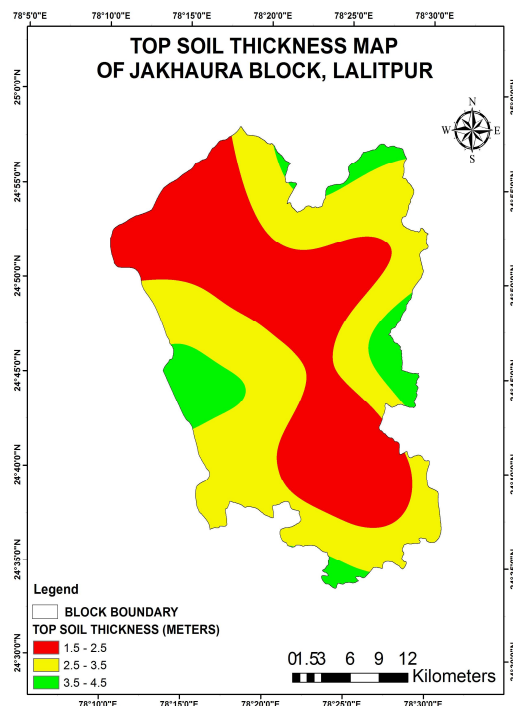 78°5'0"E 78°10'0"E 78°15'0"E 78°20'0"E 78°25'0"E 78°30'0"E
TOP SOIL THICKNESS MAP
OF JAKHAURA BLOCK, LALITPUR
N
W E
S
25°0'0"N
24°55'0"N
24°50'0"N
24°45'0"N
24°40'0"N
24°35'0"N
24°30'0"N
Legend
BLOCK BOUNDARY
TOP SOIL THICKNESS (METERS)
1.5 - 2.5
2.5 - 3.5
3.5 - 4.5
0 1.5 3 6 9 12
Kilometers
78°10'0"E 78°15'0"E 78°20'0"E 78°25'0"E 78°30'0"E